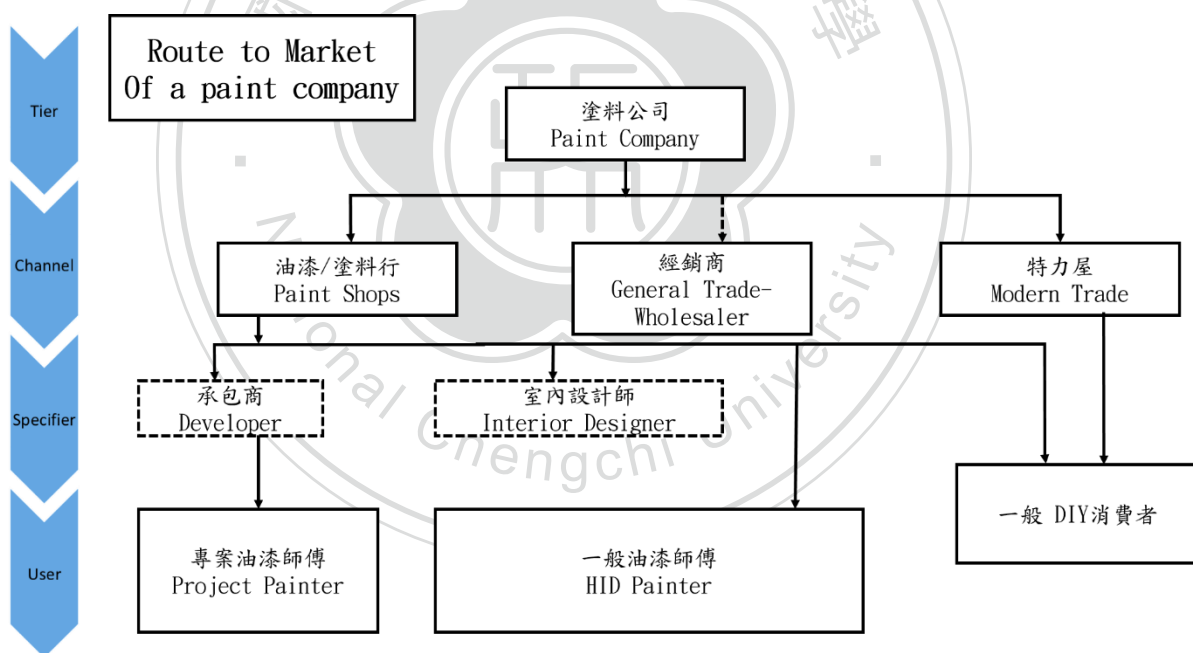 Route to Market
Of a paint company
Tier
塗料公司
Paint Company
Channel
油漆/塗料行
Paint Shops
經銷商
General Trade-
Wholesaler
特力屋
Modern Trade
Specifier
承包商
Developer
室內設計師
Interior Designer
一般 DIY消費者
User
專案油漆師傅
Project Painter
一般油漆師傅
HID Painter
Chengchi University